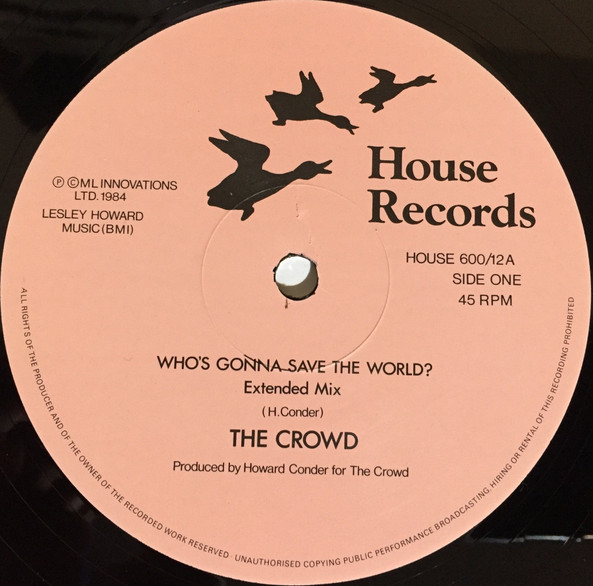 House
Records
℗ ©ML INNOVATIONS
LTD. 1984
LESLEY HOWARD
MUSIC (BMI)
HOUSE 600/12A
SIDE ONE
45 RPM
WHO'S GONNA SAVE THE WORLD?
Extended Mix
(H.Conder)
THE CROWD
Produced by Howard Conder for The Crowd
ALL RIGHTS OF THE PRODUCER AND OF THE OWNER OF THE RECORDED WORK RESERVED · UNAUTHORISED COPYING PUBLIC PERFORMANCE BROADCASTING, HIRING OR RENTAL OF THIS RECORDING PROHIBITED